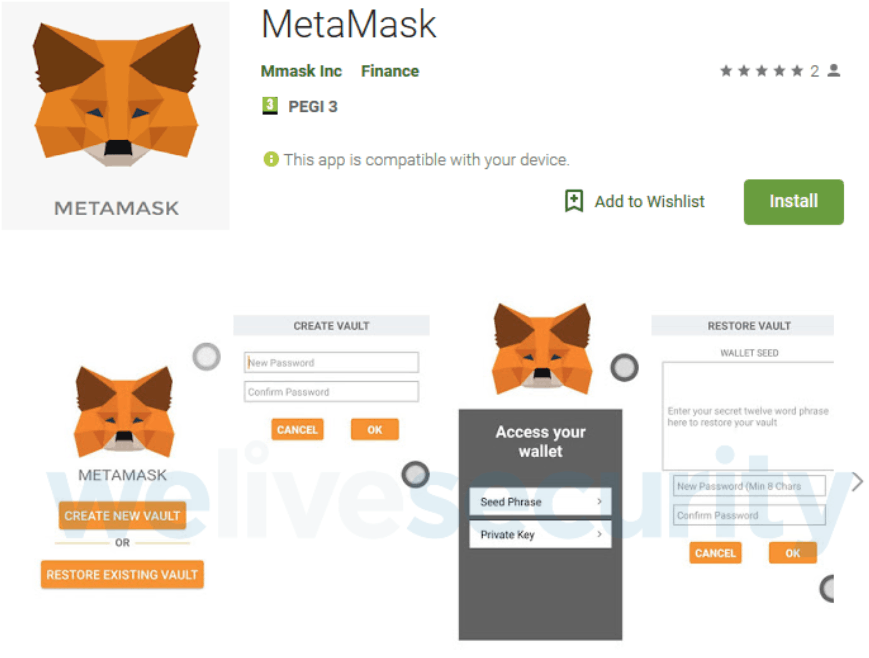 MetaMask
Mmask Inc Finance
2
3 PEGI 3
This app is compatible with your device.
Add to Wishlist
Install
METAMASK
METAMASK
CREATE NEW VAULT
OR
RESTORE EXISTING VAULT
CREATE VAULT
New Password
Confirm Password
CANCEL OK
Access your
wallet
Seed Phrase
Private Key
RESTORE VAULT
WALLET SEED
Enter your secret twelve word phrase
here to restore your vault
New Password (Min 8 Chars
Confirm Password
CANCEL OK
welivesecurity